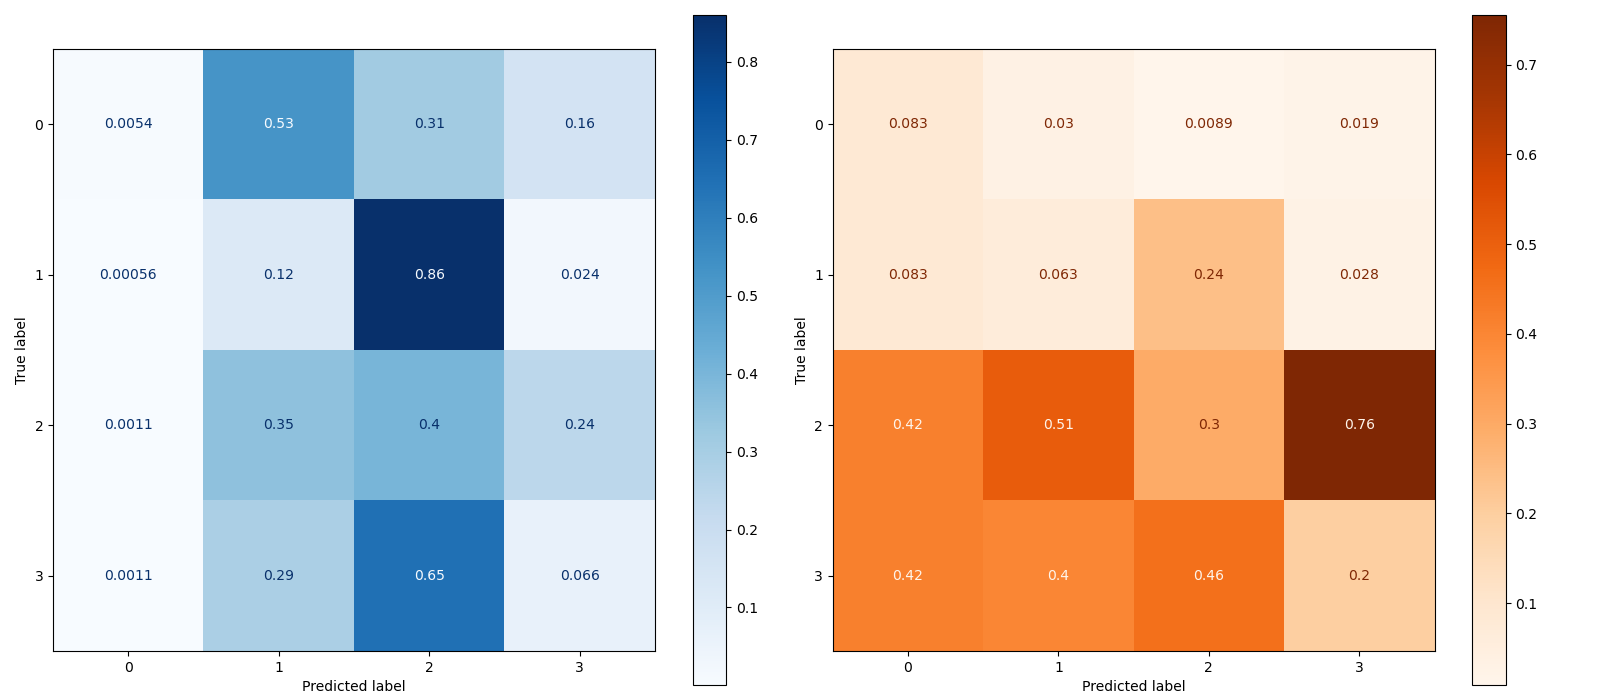 0.0054 0.53 0.31 0.16
0.00056 0.12 0.86 0.024
0.0011 0.35 0.4 0.24
0.0011 0.29 0.65 0.066
0
1
2
3
True label
0 1 2 3
Predicted label
0.8
0.7
0.6
0.5
0.4
0.3
0.2
0.1
0.083 0.03 0.0089 0.019
0.083 0.063 0.24 0.028
0.42 0.51 0.3 0.76
0.42 0.4 0.46 0.2
0
1
2
3
True label
0 1 2 3
Predicted label
0.7
0.6
0.5
0.4
0.3
0.2
0.1